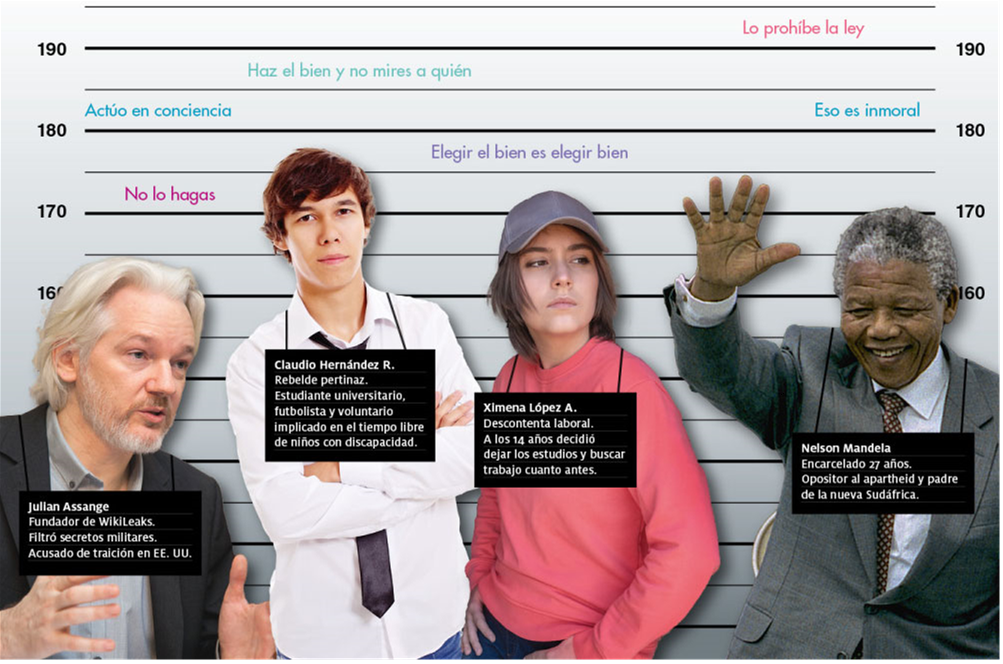 Lo prohíbe la ley
190
190
Haz el bien y no mires a quién
Actúo en conciencia
Eso es inmoral
180
180
Elegir el bien es elegir bien
No lo hagas
170
170
160
160
Claudio Hernández R.
Rebelde pertinaz.
Estudiante universitario,
futbolista y voluntario
implicado en el tiempo libre
de niños con discapacidad.
Ximena López A.
Descontenta laboral.
A los 14 años decidió
dejar los estudios y buscar
trabajo cuanto antes.
Nelson Mandela
Encarcelado 27 años.
Opositor al apartheid y padre
de la nueva Sudáfrica.
Julian Assange
Fundador de WikiLeaks.
Filtró secretos militares.
Acusado de traición en EE. UU.